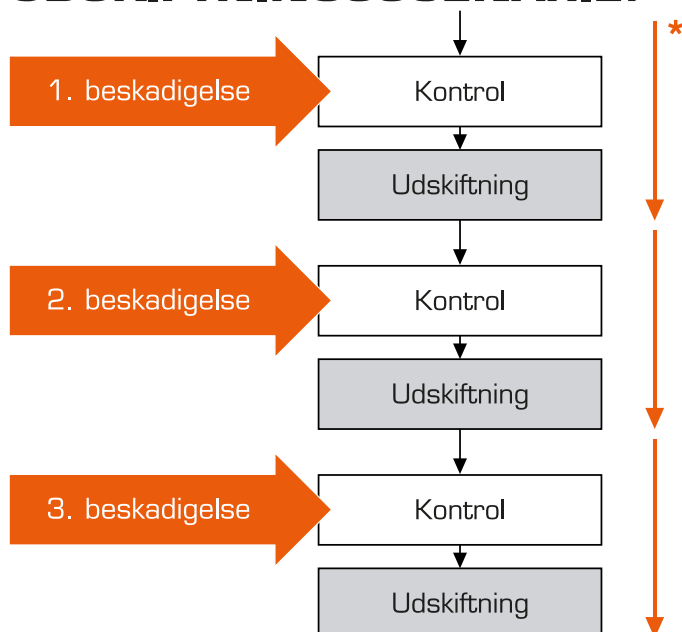 *
1. beskadigelse
Kontrol
Udskiftning
2. beskadigelse
Kontrol
Udskiftning
3. beskadigelse
Kontrol
Udskiftning